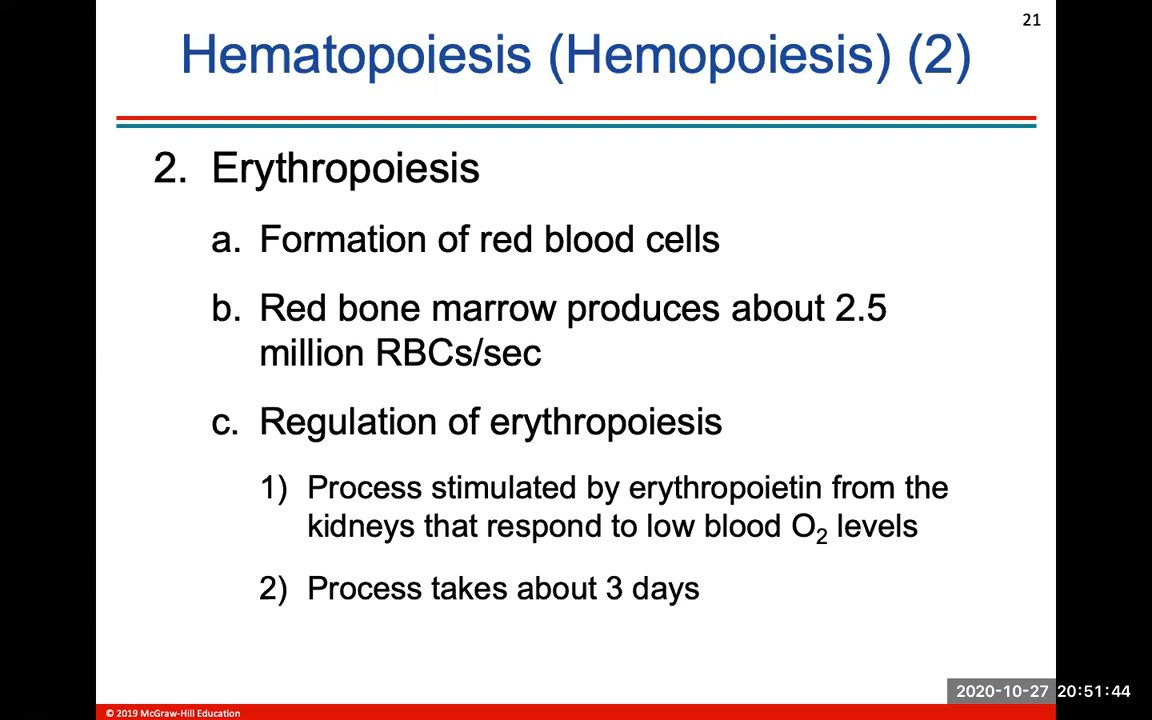 21
Hematopoiesis (Hemopoiesis) (2)
2. Erythropoiesis
a. Formation of red blood cells
b. Red bone marrow produces about 2.5
million RBCs/sec
c. Regulation of erythropoiesis
1) Process stimulated by erythropoietin from the
kidneys that respond to low blood O₂ levels
2) Process takes about 3 days
2020-10-27 20:51:44
© 2019 McGraw-Hill Education